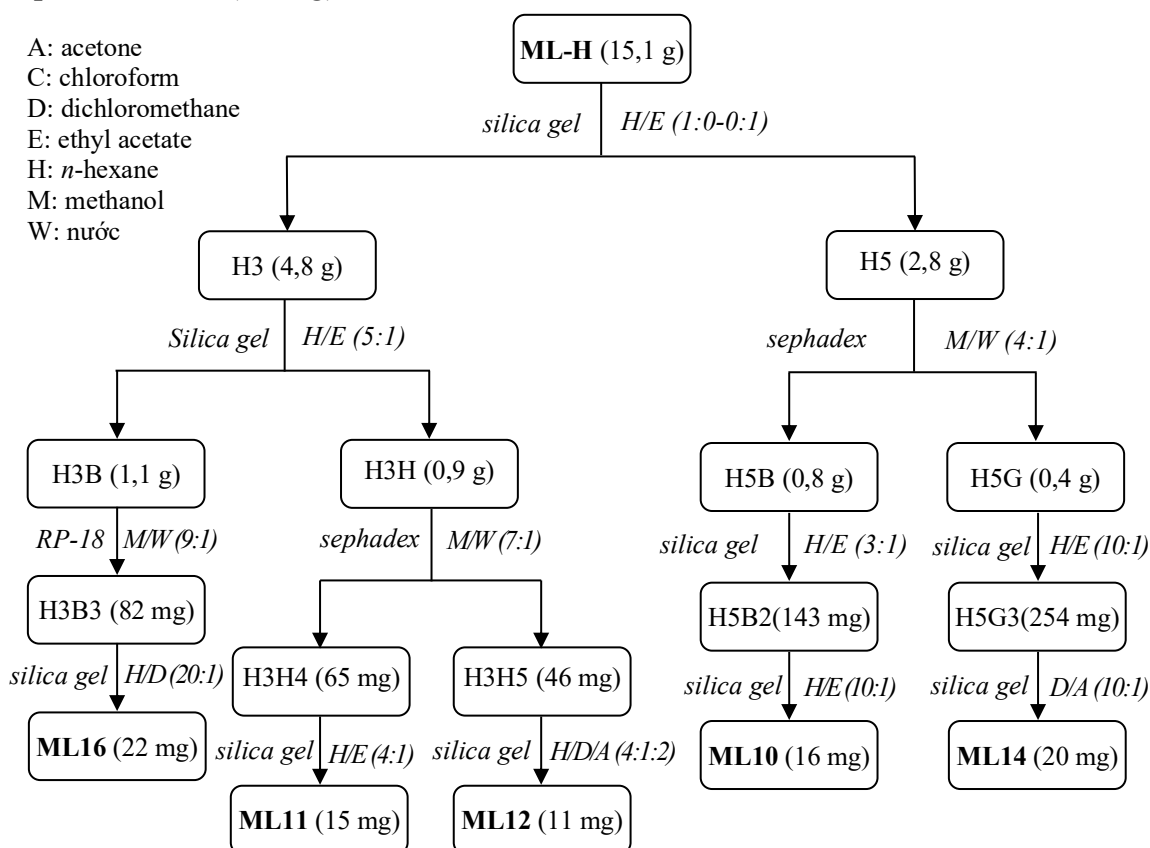 A: acetone
C: chloroform
D: dichloromethane
E: ethyl acetate
H: n-hexane
M: methanol
W: nước
ML-H (15,1 g)
silica gel H/E (1:0-0:1)
H3 (4,8 g)
H5 (2,8 g)
Silica gel H/E (5:1)
sephadex M/W (4:1)
H3B (1,1 g)
H3H (0,9 g)
H5B (0,8 g)
H5G (0,4 g)
RP-18 M/W (9:1)
sephadex M/W (7:1)
silica gel H/E (3:1)
silica gel H/E (10:1)
H3B3 (82 mg)
H5B2(143 mg)
H5G3(254 mg)
silica gel H/D (20:1)
H3H4 (65 mg)
H3H5 (46 mg)
silica gel H/E (10:1)
silica gel D/A (10:1)
ML16 (22 mg)
silica gel H/E (4:1)
silica gel H/D/A (4:1:2)
ML10 (16 mg)
ML14 (20 mg)
ML11 (15 mg)
ML12 (11 mg)